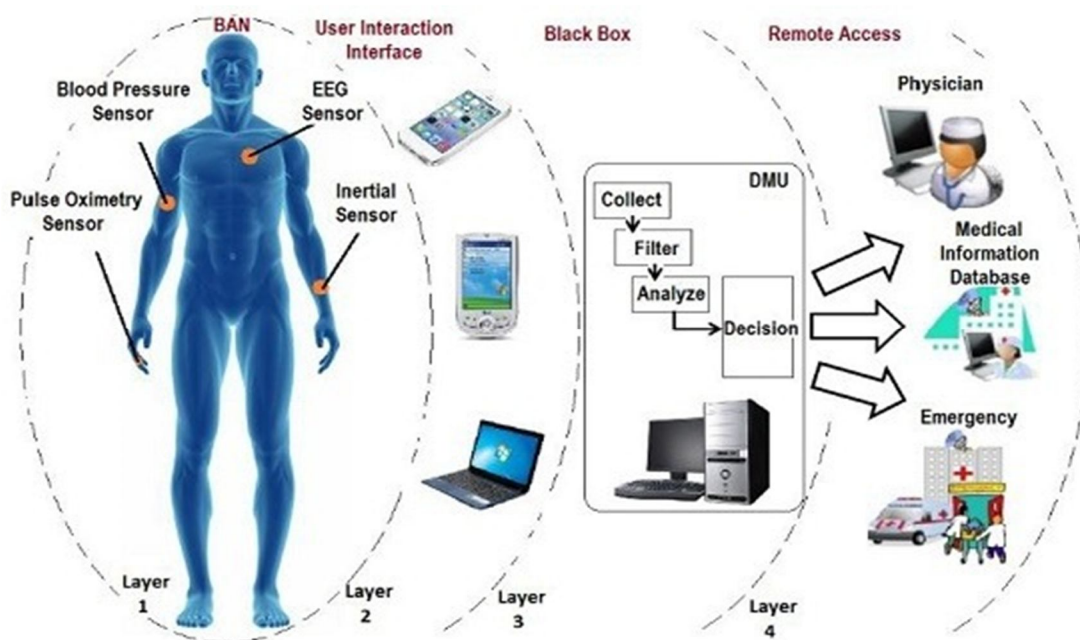 BAN
User Interaction
Interface
Black Box
Remote Access
Blood Pressure
Sensor
EEG
Sensor
Pulse Oximetry
Sensor
Inertial
Sensor
DMU
Collect
Filter
Analyze
Decision
Physician
Medical
Information
Database
Emergency
Layer
1
Layer
2
Layer
3
Layer
4